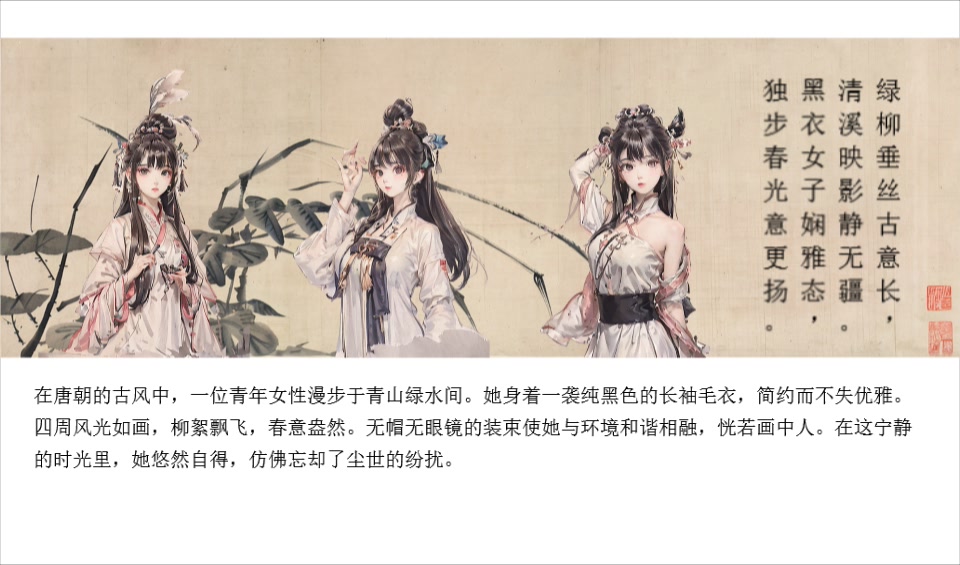 绿柳垂丝古意长，
清溪映影静无疆。
黑衣女子娴雅态，
独步春光意更扬。
在唐朝的古风中，一位青年女性漫步于青山绿水间。她身着一袭纯黑色的长袖毛衣，简约而不失优雅。
四周风光如画，柳絮飘飞，春意盎然。无帽无眼镜的装束使她与环境和谐相融，恍若画中人。在这宁静
的时光里，她悠然自得，仿佛忘却了尘世的纷扰。